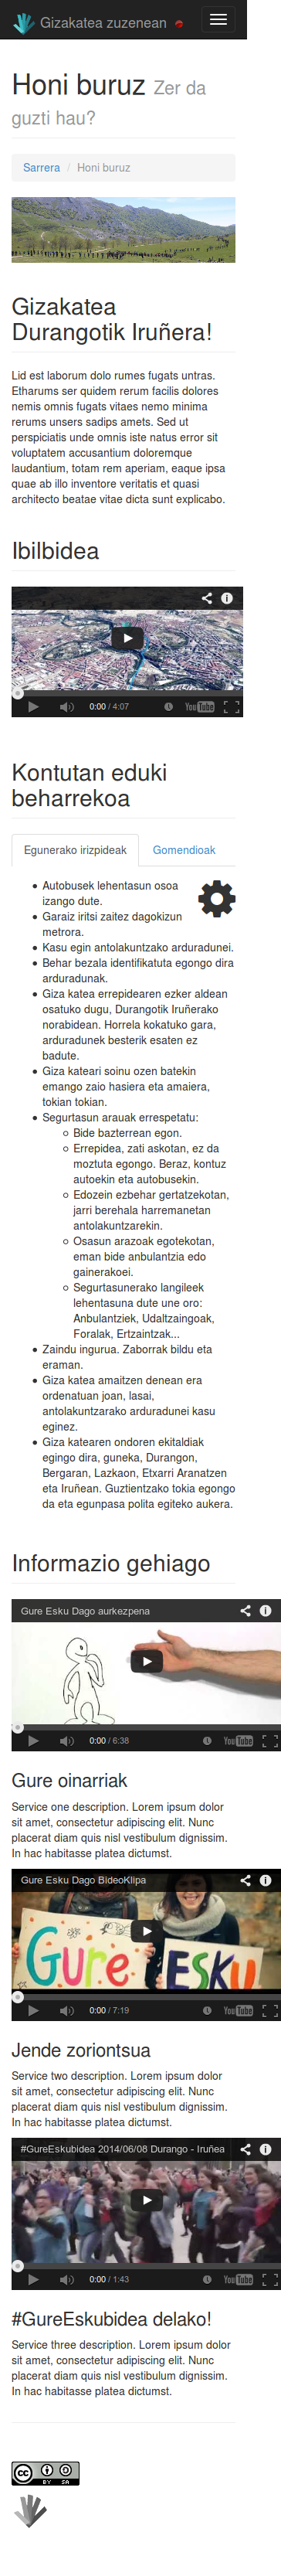 Gizakatea zuzenean
Honi buruz Zer da
guzti hau?
Sarrera / Honi buruz
Gizakatea
Durangotik Iruñera!
Lid est laborum dolo rumes fugats untras.
Etharums ser quidem rerum facilis dolores
nemis omnis fugats vitaes nemo minima
rerums unsers sadips amets. Sed ut
perspiciatis unde omnis iste natus error sit
voluptatem accusantium doloremque
laudantium, totam rem aperiam, eaque ipsa
quae ab illo inventore veritatis et quasi
architecto beatae vitae dicta sunt explicabo.
Ibilbidea
0:00 / 4:07
YouTube
Kontutan eduki
beharrekoa
Egunerako irizpideak
Gomendioak
Autobusek lehentasun osoa
izango dute.
Garaiz iritsi zaitez dagokizun
metrora.
Kasu egin antolakuntzako arduradunei.
Behar bezala identifikatuta egongo dira
arduradunak.
Giza katea errepidearen ezker aldean
osatuko dugu, Durangotik Iruñerako
norabidean. Horrela kokatuko gara,
arduradunek besterik esaten ez
badute.
Giza kateari soinu ozen batekin
emango zaio hasiera eta amaiera,
tokian tokian.
Segurtasun arauak errespetatu:
Bide bazterrean egon.
Errepidea, zati askotan, ez da
moztuta egongo. Beraz, kontuz
autoekin eta autobusekin.
Edozein ezbehar gertatzekotan,
jarri berehala harremanetan
antolakuntzarekin.
Osasun arazoak egotekotan,
eman bide anbulantzia edo
gainerakoei.
Segurtasunerako langileek
lehentasuna dute une oro:
Anbulantziek, Udaltzaingoak,
Foralak, Ertzaintzak...
Zaindu ingurua. Zaborrak bildu eta
eraman.
Giza katea amaitzen denean era
ordenatuan joan, lasai,
antolakuntzarako arduradunei kasu
eginez.
Giza katearen ondoren ekitaldiak
egingo dira, guneka, Durangon,
Bergaran, Lazkaon, Etxarri Aranatzen
eta Iruñean. Guztientzako tokia egongo
da eta egunpasa polita egiteko aukera.
Informazio gehiago
Gure Esku Dago aurkezpena
0:00 / 6:38
YouTube
Gure oinarriak
Service one description. Lorem ipsum dolor
sit amet, consectetur adipiscing elit. Nunc
placerat diam quis nisl vestibulum dignissim.
In hac habitasse platea dictumst.
Gure Esku Dago BideoKlipa
Gure ESKU
0:00 / 7:19
YouTube
Jende zoriontsua
Service two description. Lorem ipsum dolor
sit amet, consectetur adipiscing elit. Nunc
placerat diam quis nisl vestibulum dignissim.
In hac habitasse platea dictumst.
#GureEskubidea 2014/06/08 Durango - Iruñea
0:00 / 1:43
YouTube
#GureEskubidea delako!
Service three description. Lorem ipsum dolor
sit amet, consectetur adipiscing elit. Nunc
placerat diam quis nisl vestibulum dignissim.
In hac habitasse platea dictumst.
cc
BY SA